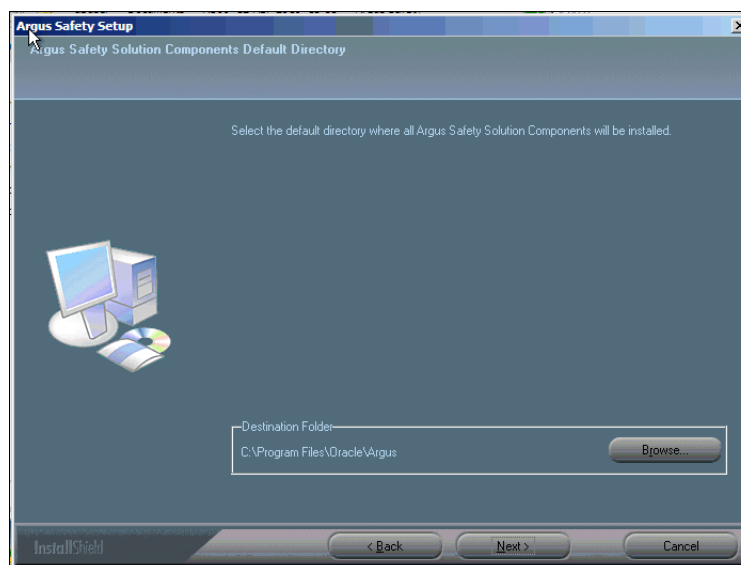 Argus Safety Setup
Argus Safety Solution Components Default Directory
Select the default directory where all Argus Safety Solution Components will be installed.
Destination Folder
C:\Program Files\Oracle\Argus
Browse...
InstallShield
< Back
Next >
Cancel